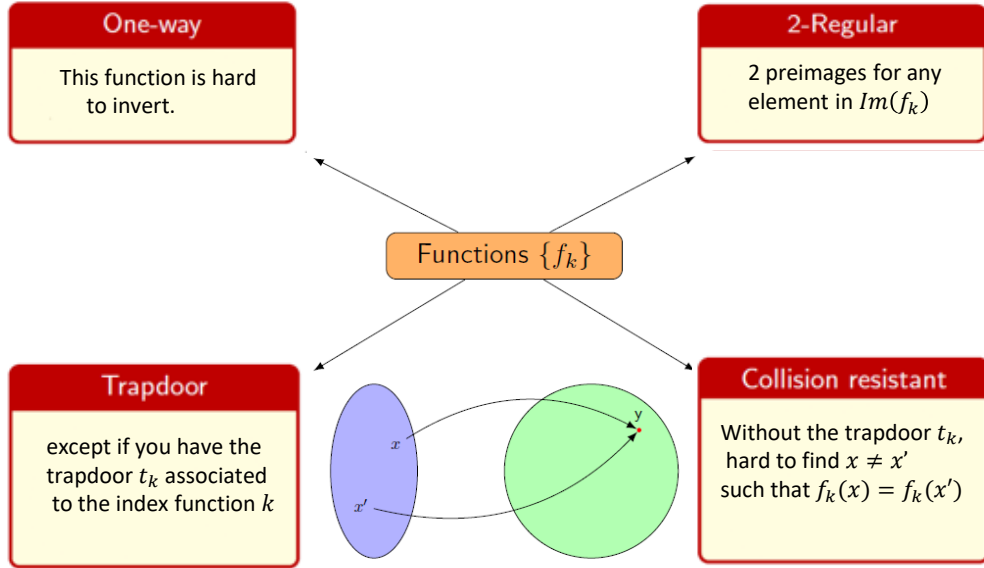 One-way
This function is hard
to invert.
2-Regular
2 preimages for any
element in Im(f_k)
Functions {f_k}
Trapdoor
except if you have the
trapdoor t_k associated
to the index function k
x
x′
y
Collision resistant
Without the trapdoor t_k,
hard to find x ≠ x′
such that f_k(x) = f_k(x′)